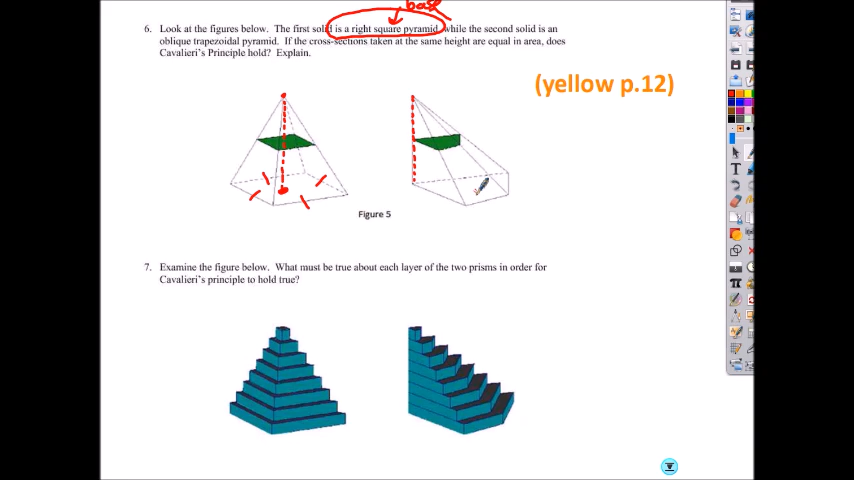 base
6. Look at the figures below. The first solid is a right square pyramid, while the second solid is an
oblique trapezoidal pyramid. If the cross-sections taken at the same height are equal in area, does
Cavalieri's Principle hold? Explain.
(yellow p.12)
Figure 5
7. Examine the figure below. What must be true about each layer of the two prisms in order for
Cavalieri's principle to hold true?